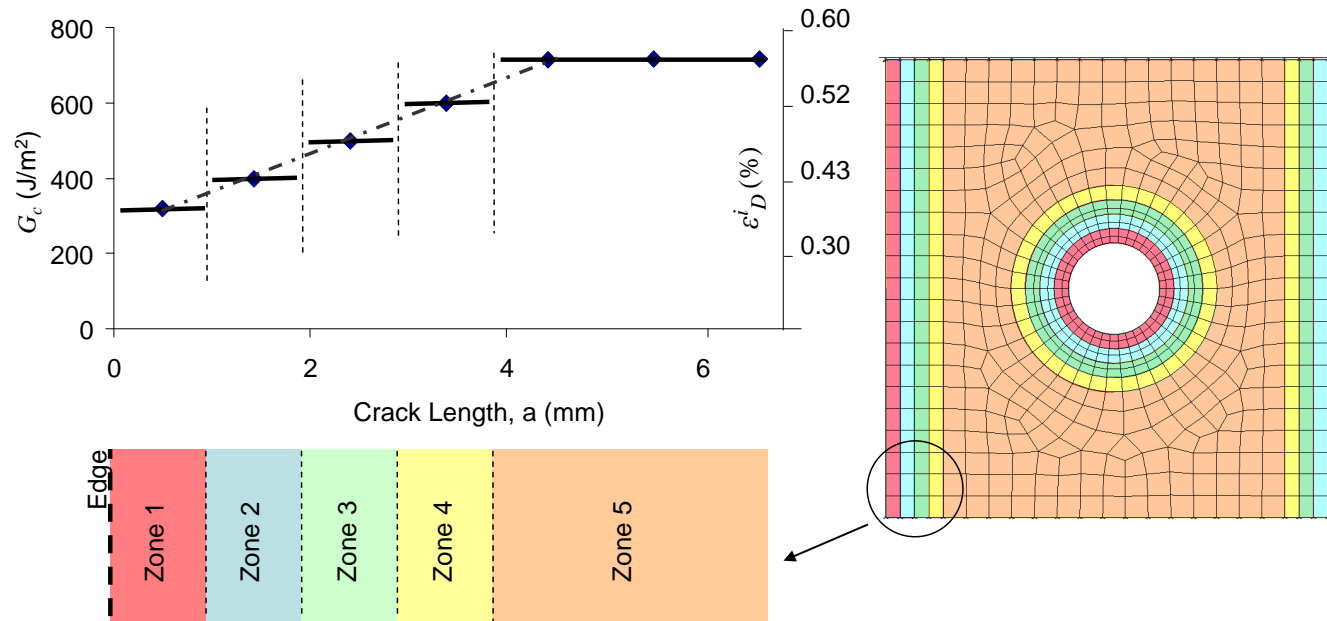 800
600
400
200
0
G_c (J/m²)
0
2
4
6
Crack Length, a (mm)
0.60
0.52
0.43
0.30
ε^i_D (%)
Edge
Zone 1
Zone 2
Zone 3
Zone 4
Zone 5